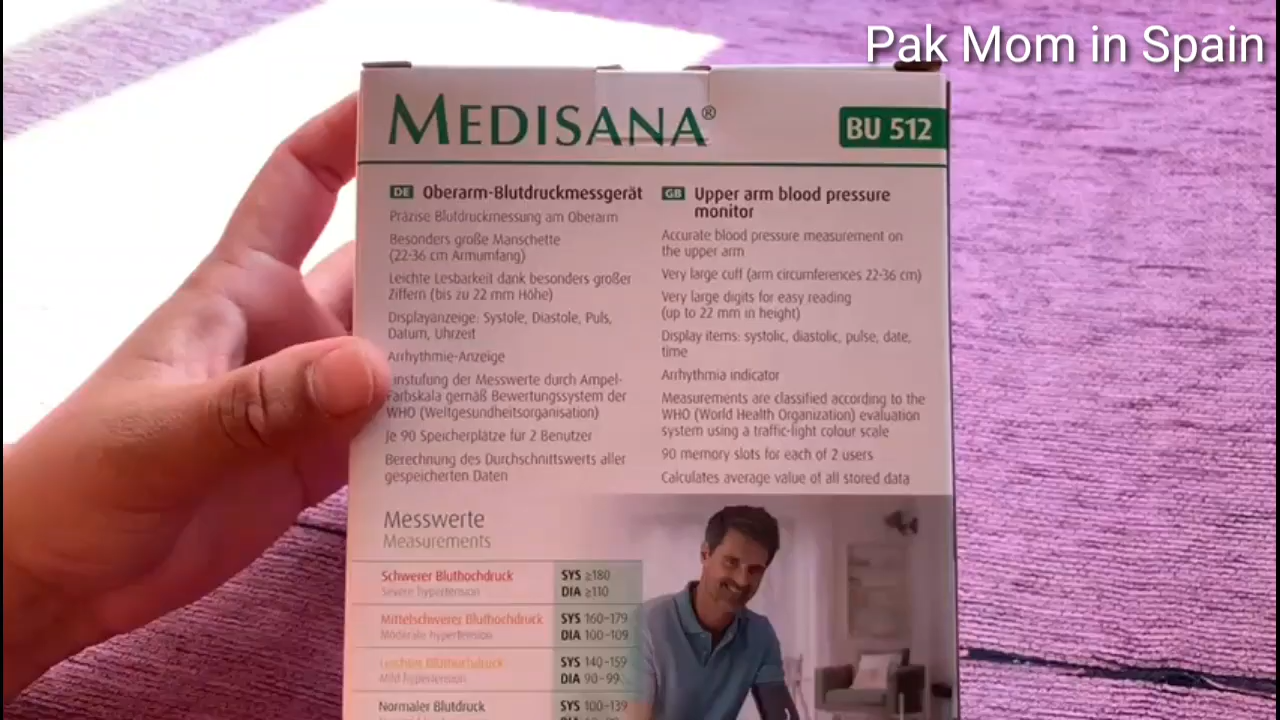 Pak Mom in Spain
MEDISANA®
BU 512
DE Oberarm-Blutdruckmessgerät
Präzise Blutdruckmessung am Oberarm
Besonders große Manschette
(22-36 cm Armumfang)
Leichte Lesbarkeit dank besonders großer
Ziffern (bis zu 22 mm Höhe)
Displayanzeige: Systole, Diastole, Puls,
Datum, Uhrzeit
Arrhythmie-Anzeige
instufung der Messwerte durch Ampel-
Farbskala gemäß Bewertungssystem der
WHO (Weltgesundheitsorganisation)
Je 90 Speicherplätze für 2 Benutzer
Berechnung des Durchschnittswerts aller
gespeicherten Daten
GB Upper arm blood pressure
monitor
Accurate blood pressure measurement on
the upper arm
Very large cuff (arm circumferences 22-36 cm)
Very large digits for easy reading
(up to 22 mm in height)
Display items: systolic, diastolic, pulse, date,
time
Arrhythmia indicator
Measurements are classified according to the
WHO (World Health Organization) evaluation
system using a traffic-light colour scale
90 memory slots for each of 2 users
Calculates average value of all stored data
Messwerte
Measurements
Schwerer Bluthochdruck SYS ≥180
Severe hypertension DIA ≥110
Mittelschwerer Bluthochdruck SYS 160-179
Moderate hypertension DIA 100-109
Leichter Bluthochdruck SYS 140-159
Mild hypertension DIA 90-99
Normaler Blutdruck SYS 100-139